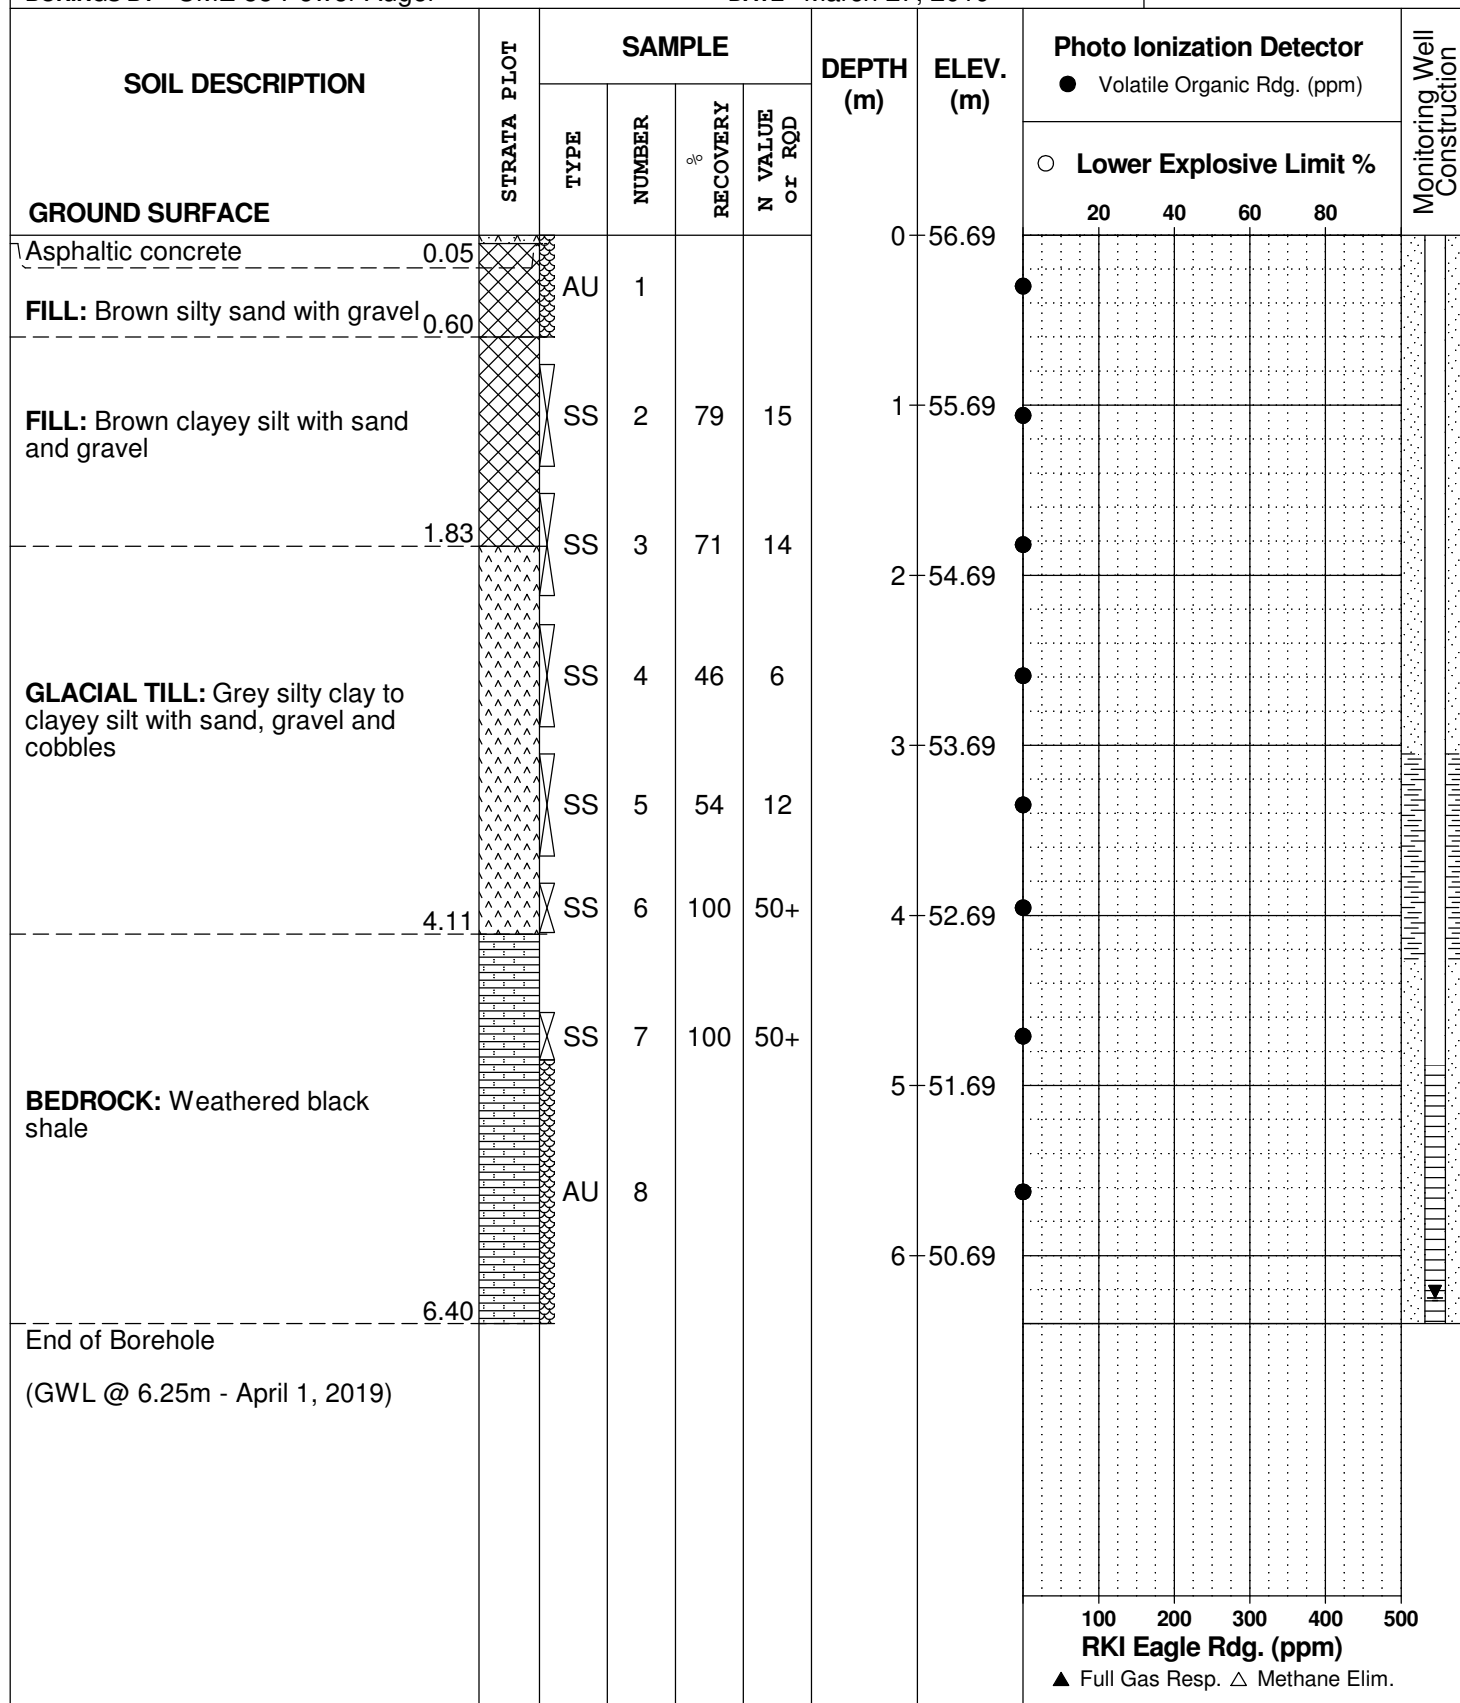 SOIL DESCRIPTION
GROUND SURFACE
STRATA PLOT
SAMPLE
TYPE
NUMBER
% RECOVERY
N VALUE or RQD
DEPTH (m)
ELEV. (m)
Photo Ionization Detector
● Volatile Organic Rdg. (ppm)
○ Lower Explosive Limit %
20 40 60 80
Monitoring Well Construction
0 56.69
Asphaltic concrete 0.05
AU 1
FILL: Brown silty sand with gravel 0.60
1 55.69
SS 2 79 15
FILL: Brown clayey silt with sand
and gravel
1.83
SS 3 71 14
2 54.69
SS 4 46 6
GLACIAL TILL: Grey silty clay to
clayey silt with sand, gravel and
cobbles
3 53.69
SS 5 54 12
SS 6 100 50+
4 52.69
4.11
SS 7 100 50+
5 51.69
BEDROCK: Weathered black
shale
AU 8
6 50.69
6.40
End of Borehole
(GWL @ 6.25m - April 1, 2019)
100 200 300 400 500
RKI Eagle Rdg. (ppm)
▲ Full Gas Resp. △ Methane Elim.